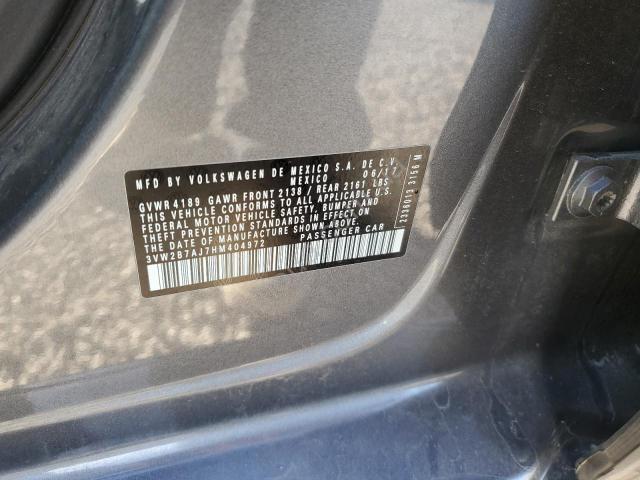 MFD BY VOLKSWAGEN DE MEXICO S.A. DE C.V.
MEXICO 06/17
GVWR 4189 GAWR FRONT 2138 / REAR 2161 LBS
THIS VEHICLE CONFORMS TO ALL APPLICABLE U.S.
FEDERAL MOTOR VEHICLE SAFETY, BUMPER AND
THEFT PREVENTION STANDARDS IN EFFECT ON
THE DATE OF MANUFACTURE SHOWN ABOVE.
3VW2B7AJ7HM404972 PASSENGER CAR
2336013 3156 M